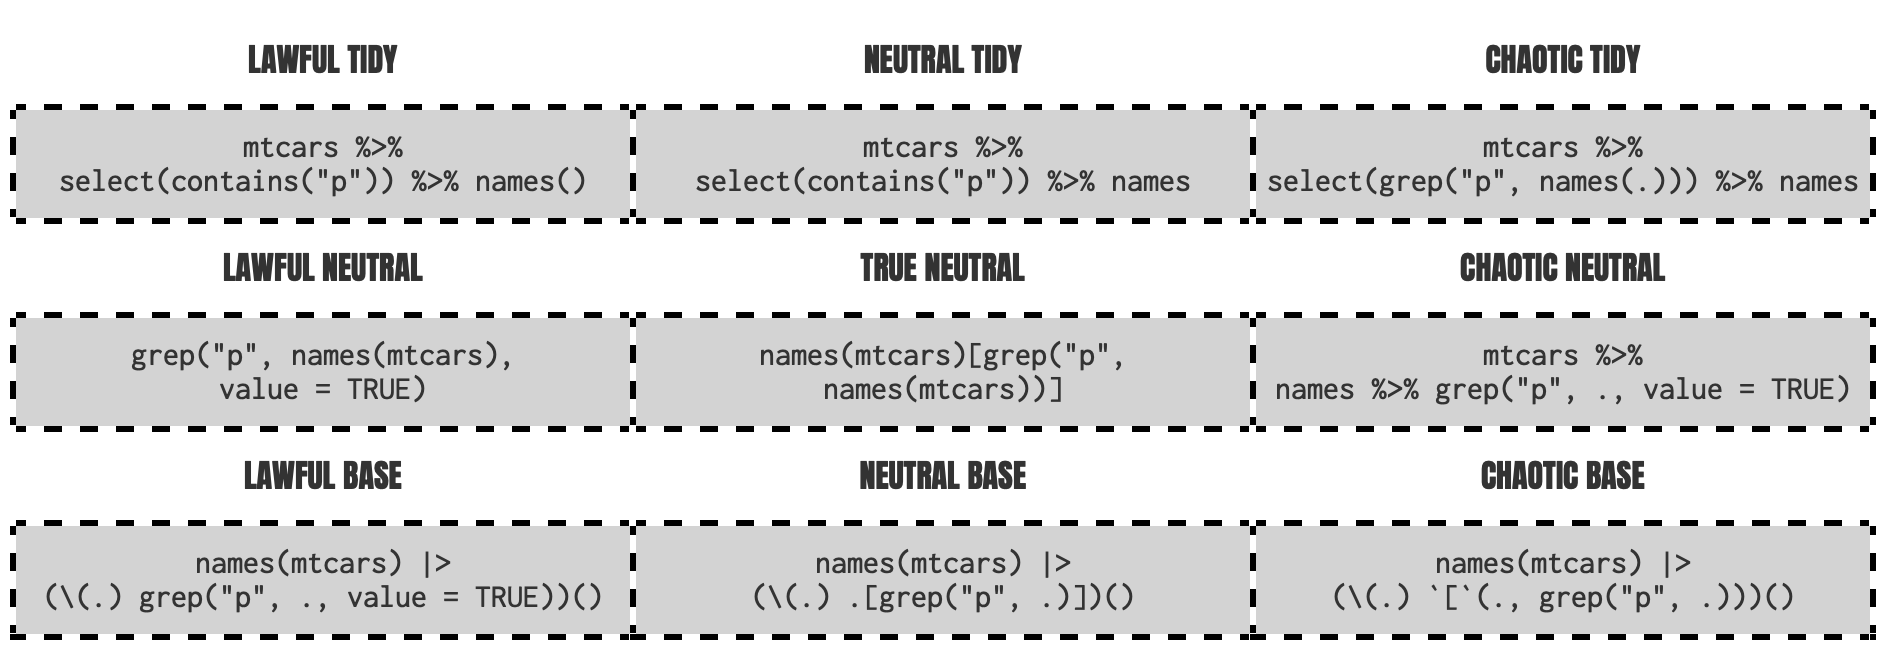 LAWFUL TIDY
NEUTRAL TIDY
CHAOTIC TIDY
mtcars %>%
select(contains("p")) %>% names()
mtcars %>%
select(contains("p")) %>% names
mtcars %>%
select(grep("p", names(.))) %>% names
LAWFUL NEUTRAL
TRUE NEUTRAL
CHAOTIC NEUTRAL
grep("p", names(mtcars),
value = TRUE)
names(mtcars)[grep("p",
names(mtcars))]
mtcars %>%
names %>% grep("p", ., value = TRUE)
LAWFUL BASE
NEUTRAL BASE
CHAOTIC BASE
names(mtcars) |>
(\(.) grep("p", ., value = TRUE))()
names(mtcars) |>
(\(.) .[grep("p", .)])()
names(mtcars) |>
(\(.) `[`(., grep("p", .)))()